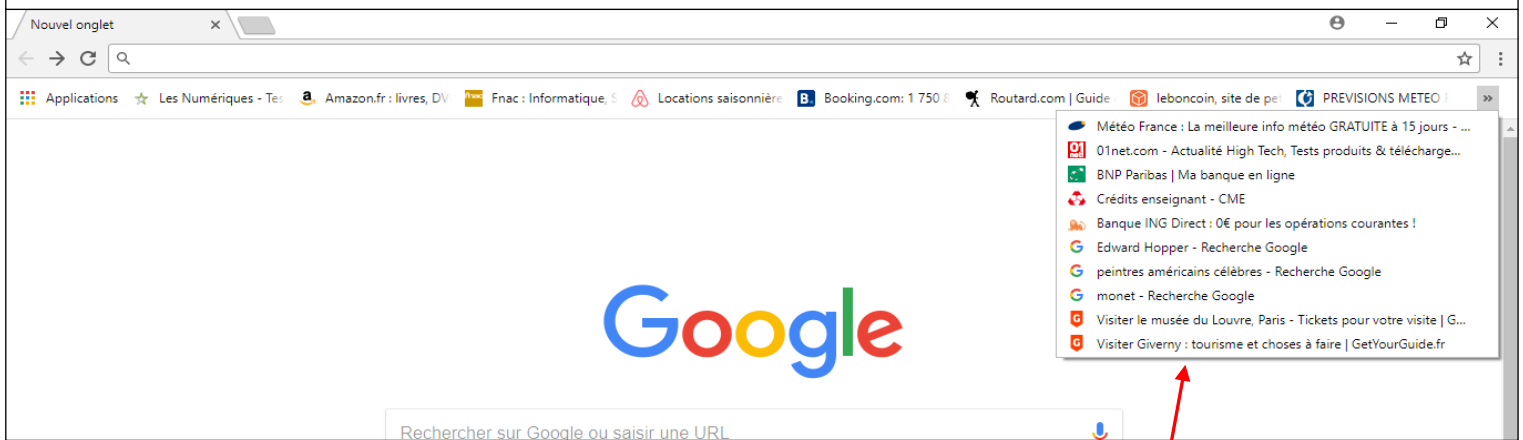 Nouvel onglet
Applications Les Numériques - Tes Amazon.fr : livres, DV Fnac : Informatique, S Locations saisonnière Booking.com: 1 750 8 Routard.com | Guide leboncoin, site de pet PREVISIONS METEO F »
Météo France : La meilleure info météo GRATUITE à 15 jours - ...
01net.com - Actualité High Tech, Tests produits & télécharge...
BNP Paribas | Ma banque en ligne
Crédits enseignant - CME
Banque ING Direct : 0€ pour les opérations courantes !
Edward Hopper - Recherche Google
peintres américains célèbres - Recherche Google
monet - Recherche Google
Visiter le musée du Louvre, Paris - Tickets pour votre visite | G...
Visiter Giverny : tourisme et choses à faire | GetYourGuide.fr
Google
Rechercher sur Google ou saisir une URL